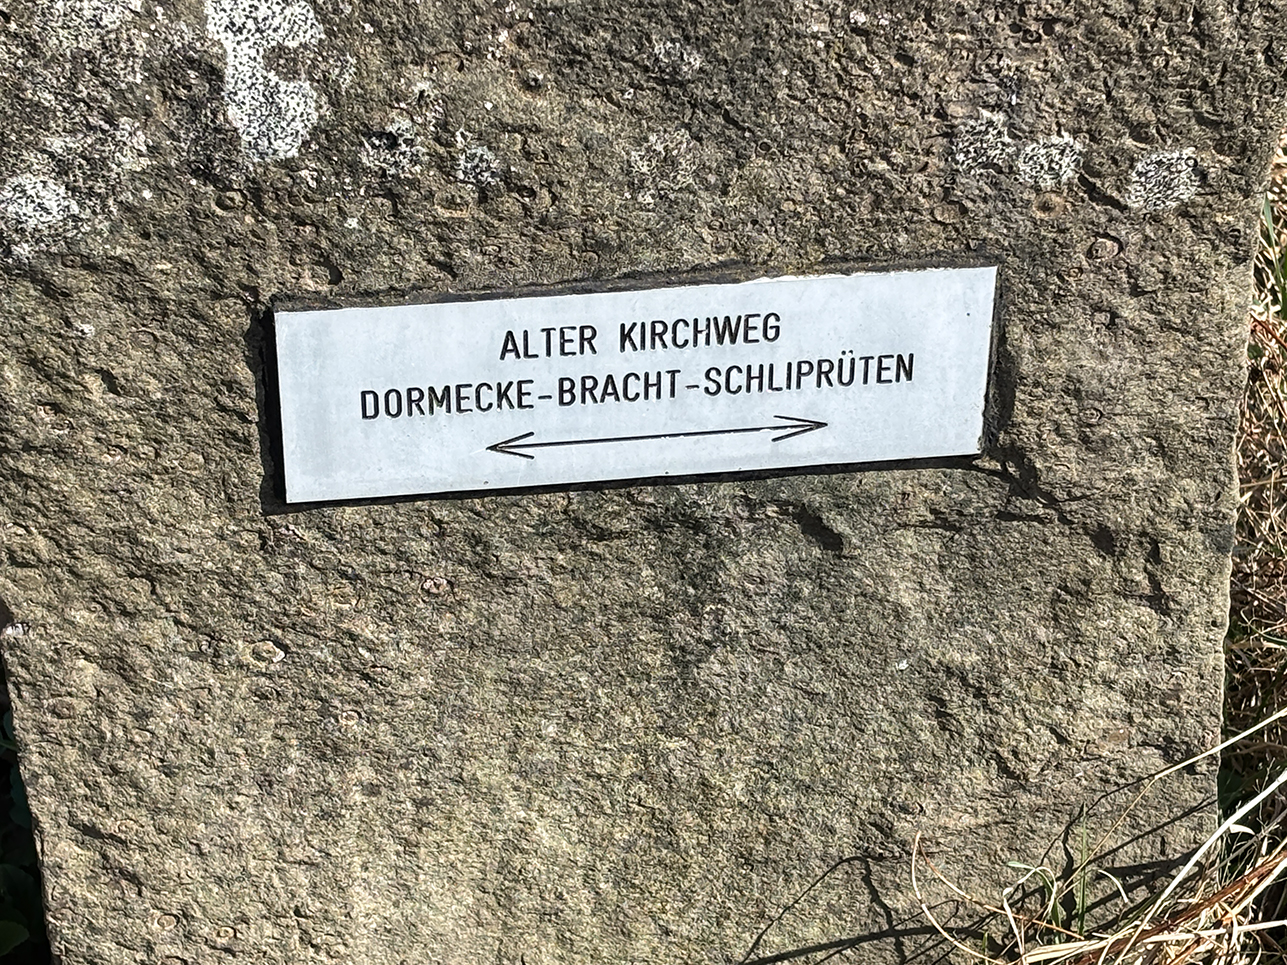 ALTER KIRCHWEG
DORMECKE-BRACHT-SCHLIPRÜTEN